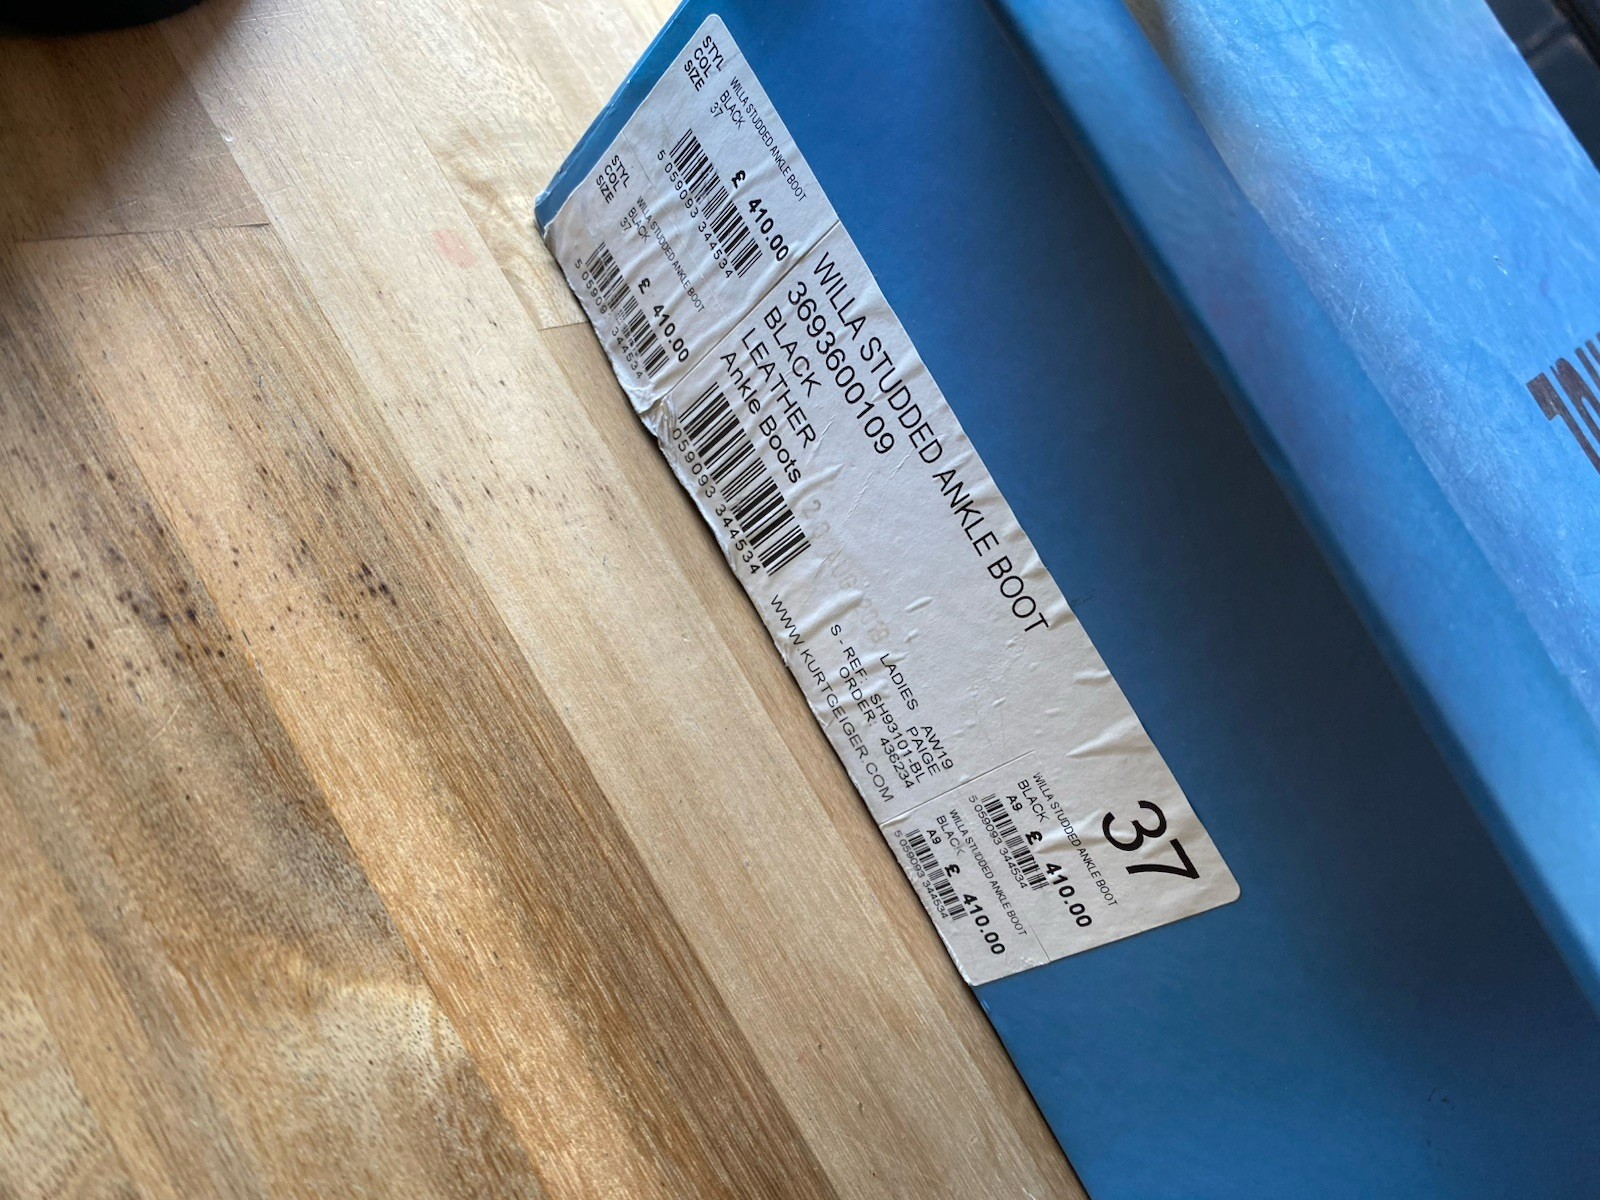 STYL WILLA STUDDED ANKLE BOOT
COL BLACK
SIZE 37
£ 410.00
5 059093 344534
STYL WILLA STUDDED ANKLE BOOT
COL BLACK
SIZE 37
£ 410.00
5 059093 344534
WILLA STUDDED ANKLE BOOT
3693600109
BLACK
LEATHER
Ankle Boots
059093 344534
LADIES AW19
PAIGE
S - REF: SH93101-BL
ORDER: 436234
WWW.KURTGEIGER.COM
37
WILLA STUDDED ANKLE BOOT
BLACK
A9 £ 410.00
5 059093 344534
WILLA STUDDED ANKLE BOOT
BLACK
A9 £ 410.00
5 059093 344534